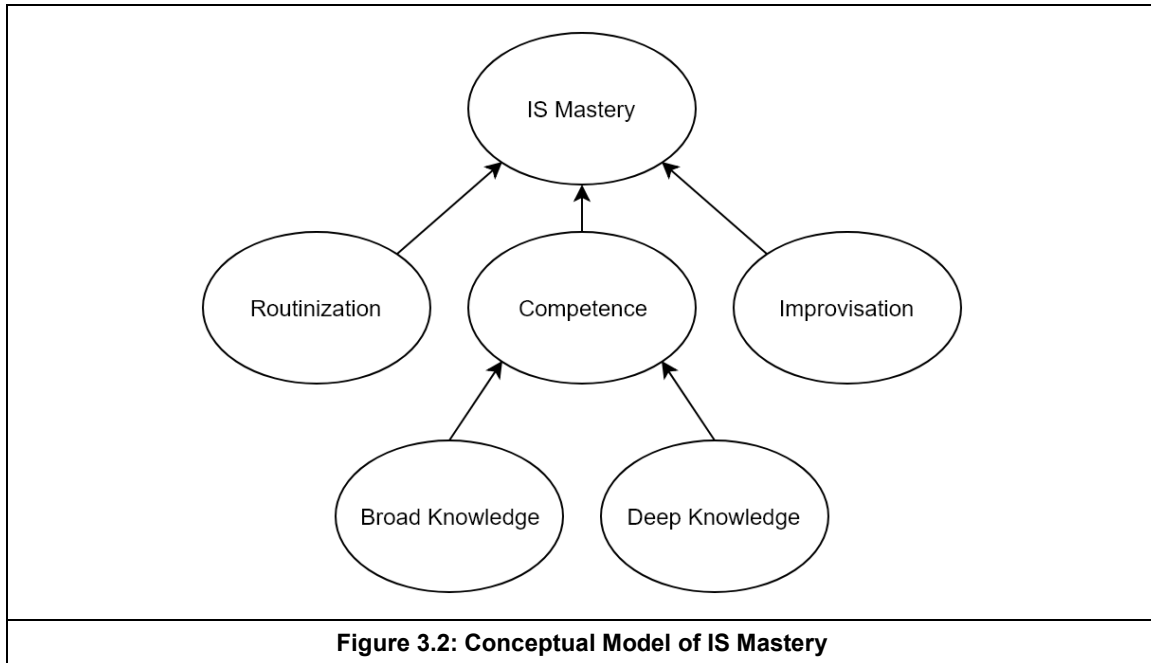 IS Mastery
Routinization
Competence
Improvisation
Broad Knowledge
Deep Knowledge
Figure 3.2: Conceptual Model of IS Mastery